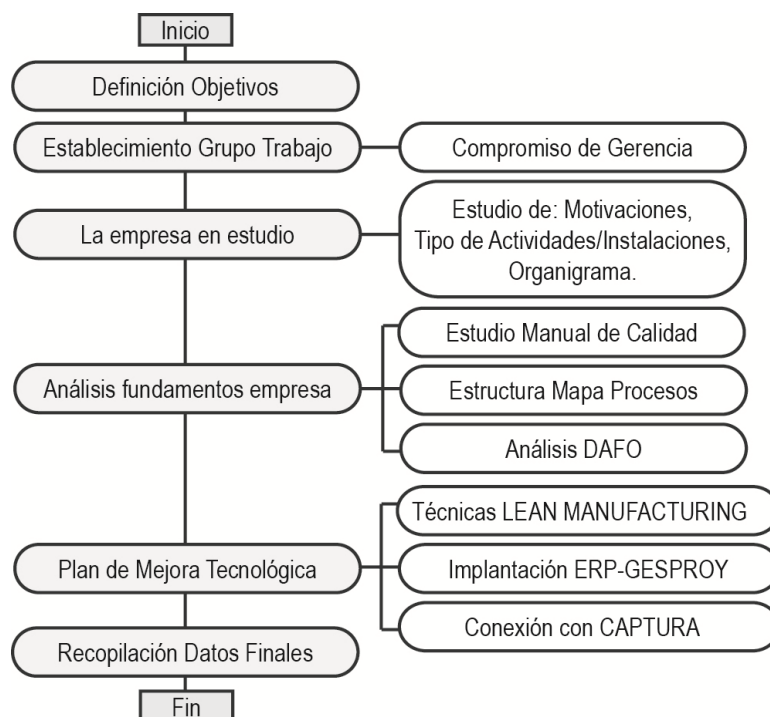 Inicio
Definición Objetivos
Establecimiento Grupo Trabajo
Compromiso de Gerencia
La empresa en estudio
Estudio de: Motivaciones,
Tipo de Actividades/Instalaciones,
Organigrama.
Análisis fundamentos empresa
Estudio Manual de Calidad
Estructura Mapa Procesos
Análisis DAFO
Plan de Mejora Tecnológica
Técnicas LEAN MANUFACTURING
Implantación ERP-GESPROY
Conexión con CAPTURA
Recopilación Datos Finales
Fin